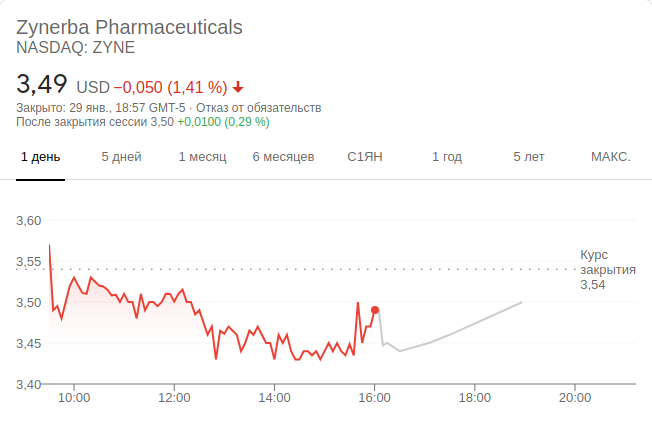 Zynerba Pharmaceuticals
NASDAQ: ZYNE
3,49 USD −0,050 (1,41 %)
Закрыто: 29 янв., 18:57 GMT-5 · Отказ от обязательств
После закрытия сессии 3,50 +0,0100 (0,29 %)
1 день 5 дней 1 месяц 6 месяцев С1ЯН 1 год 5 лет МАКС.
3,60
3,55
3,50
3,45
3,40
Курс
закрытия
3,54
10:00 12:00 14:00 16:00 18:00 20:00